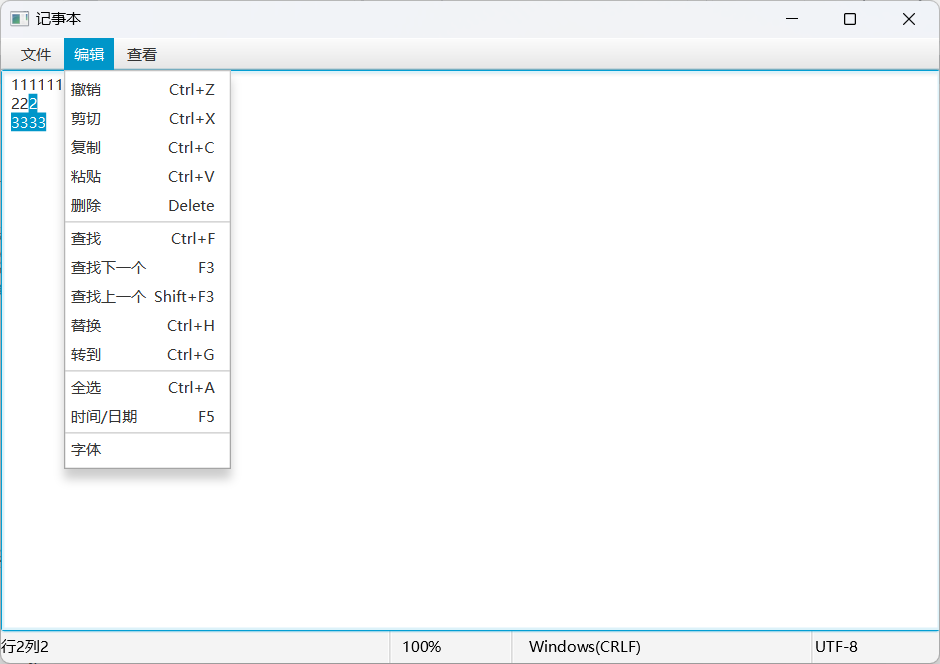 记事本
文件 编辑 查看
111111
222
3333
撤销 Ctrl+Z
剪切 Ctrl+X
复制 Ctrl+C
粘贴 Ctrl+V
删除 Delete
查找 Ctrl+F
查找下一个 F3
查找上一个 Shift+F3
替换 Ctrl+H
转到 Ctrl+G
全选 Ctrl+A
时间/日期 F5
字体
行2列2 100% Windows(CRLF) UTF-8